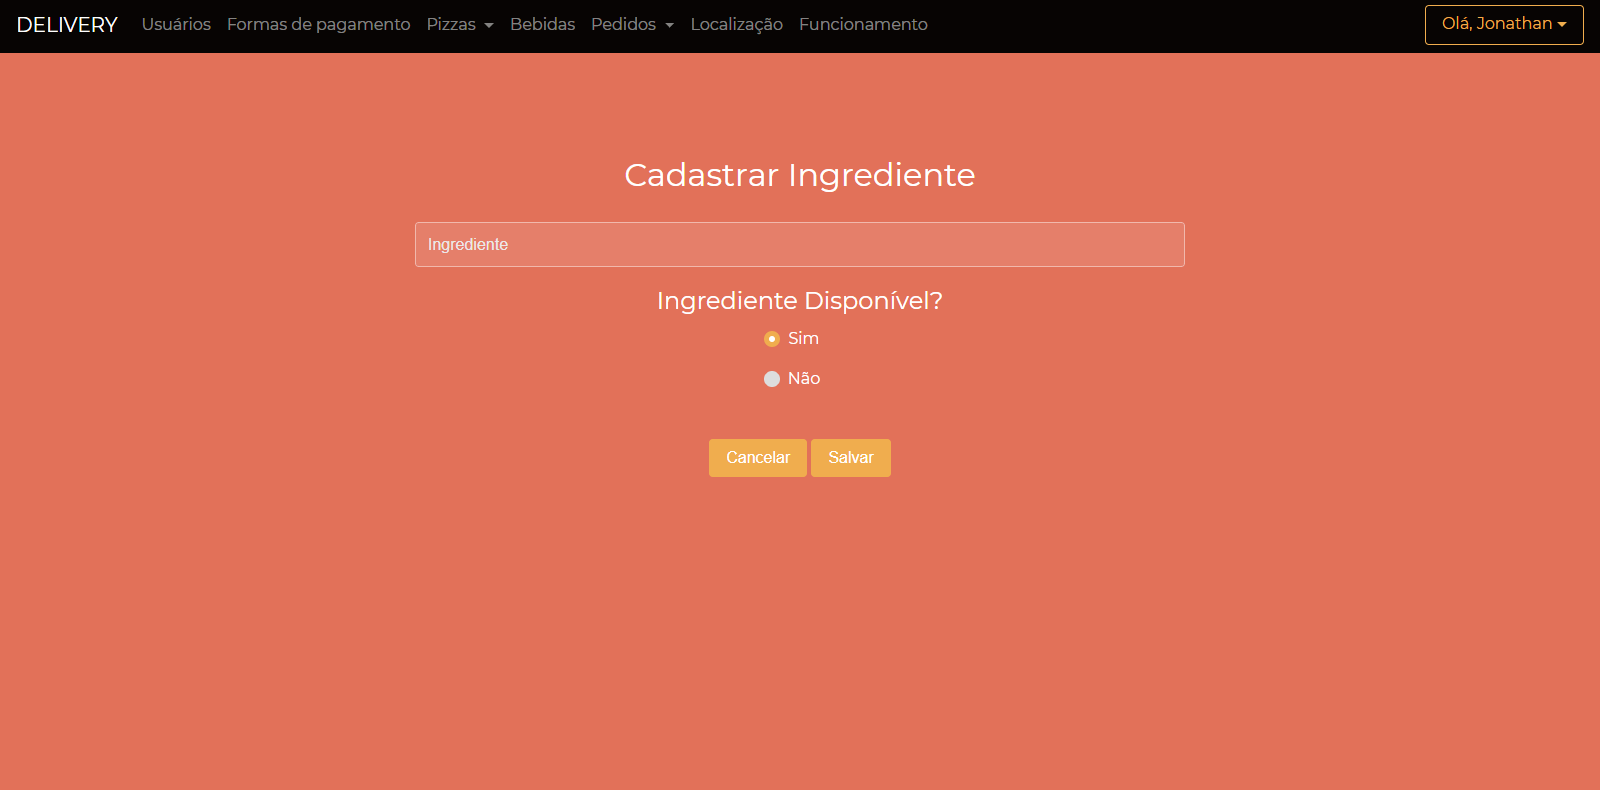 DELIVERY Usuários Formas de pagamento Pizzas Bebidas Pedidos Localização Funcionamento Olá, Jonathan
Cadastrar Ingrediente
Ingrediente
Ingrediente Disponível?
Sim
Não
Cancelar Salvar